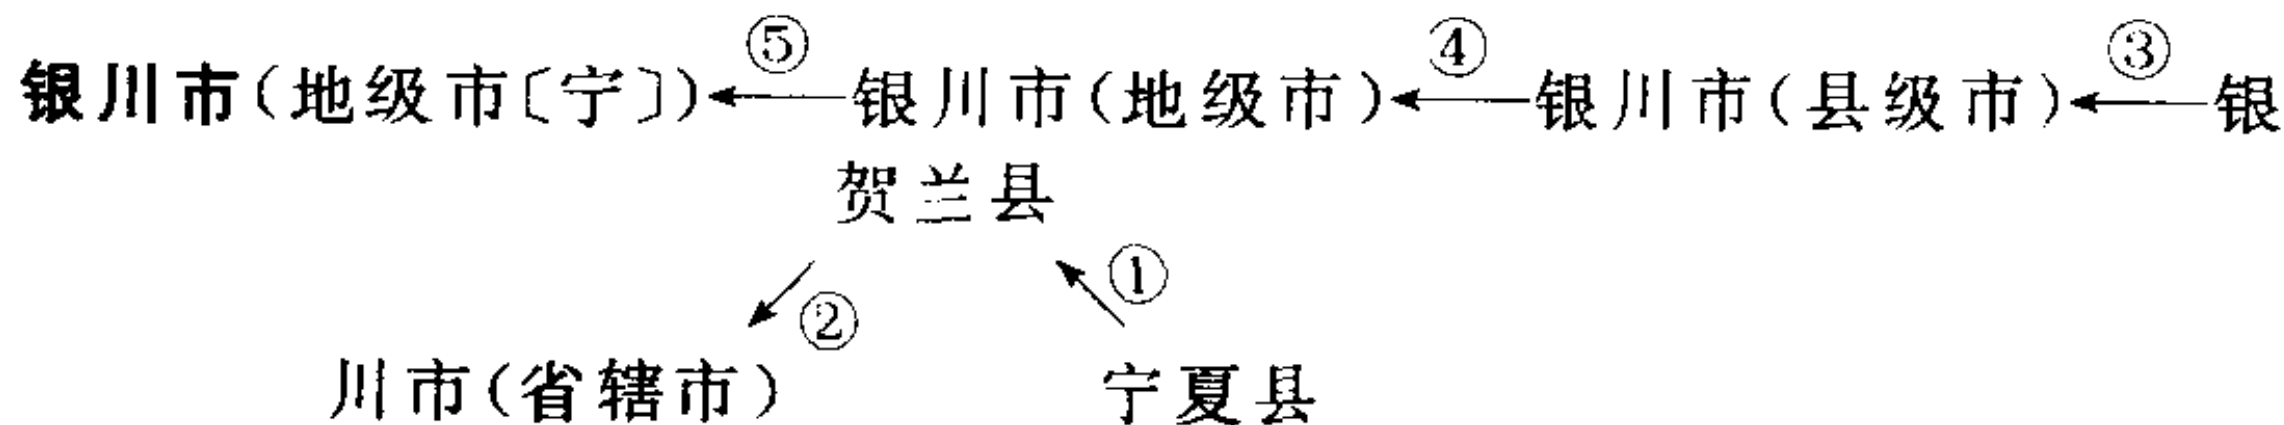 银川市(地级市〔宁〕)←⑤银川市(地级市)←④银川市(县级市)←③银
贺兰县
② ①
川市(省辖市) 宁夏县